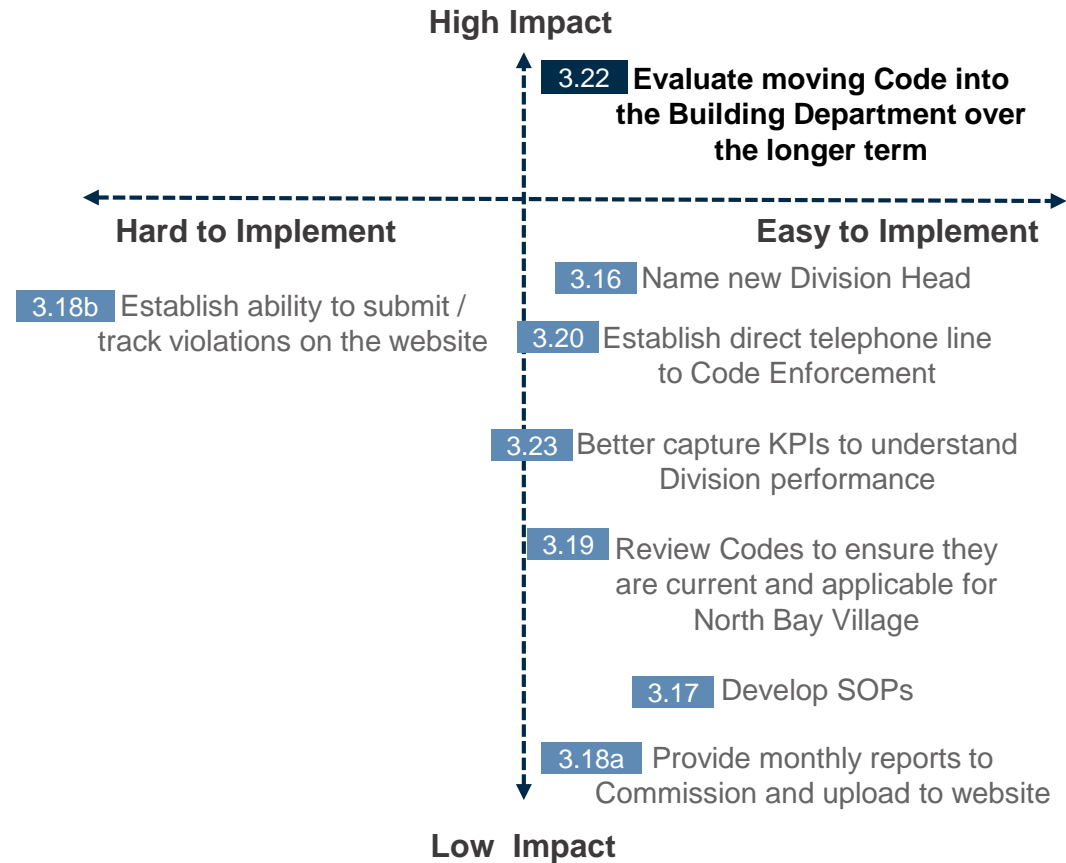 High Impact
3.22 Evaluate moving Code into
the Building Department over
the longer term
Hard to Implement
Easy to Implement
3.16 Name new Division Head
3.18b Establish ability to submit /
track violations on the website
3.20 Establish direct telephone line
to Code Enforcement
3.23 Better capture KPIs to understand
Division performance
3.19 Review Codes to ensure they
are current and applicable for
North Bay Village
3.17 Develop SOPs
3.18a Provide monthly reports to
Commission and upload to website
Low Impact